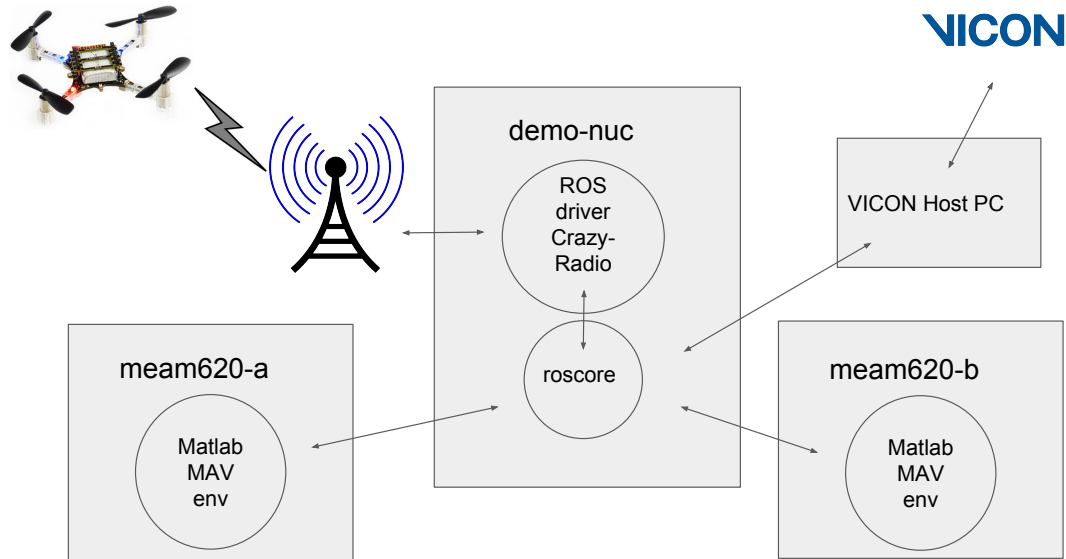 VICON
demo-nuc
ROS
driver
Crazy-
Radio
VICON Host PC
roscore
meam620-a
Matlab
MAV
env
meam620-b
Matlab
MAV
env